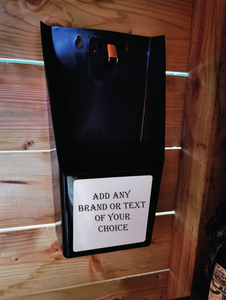 ADD ANY
BRAND OR TEXT
OF YOUR
CHOICE